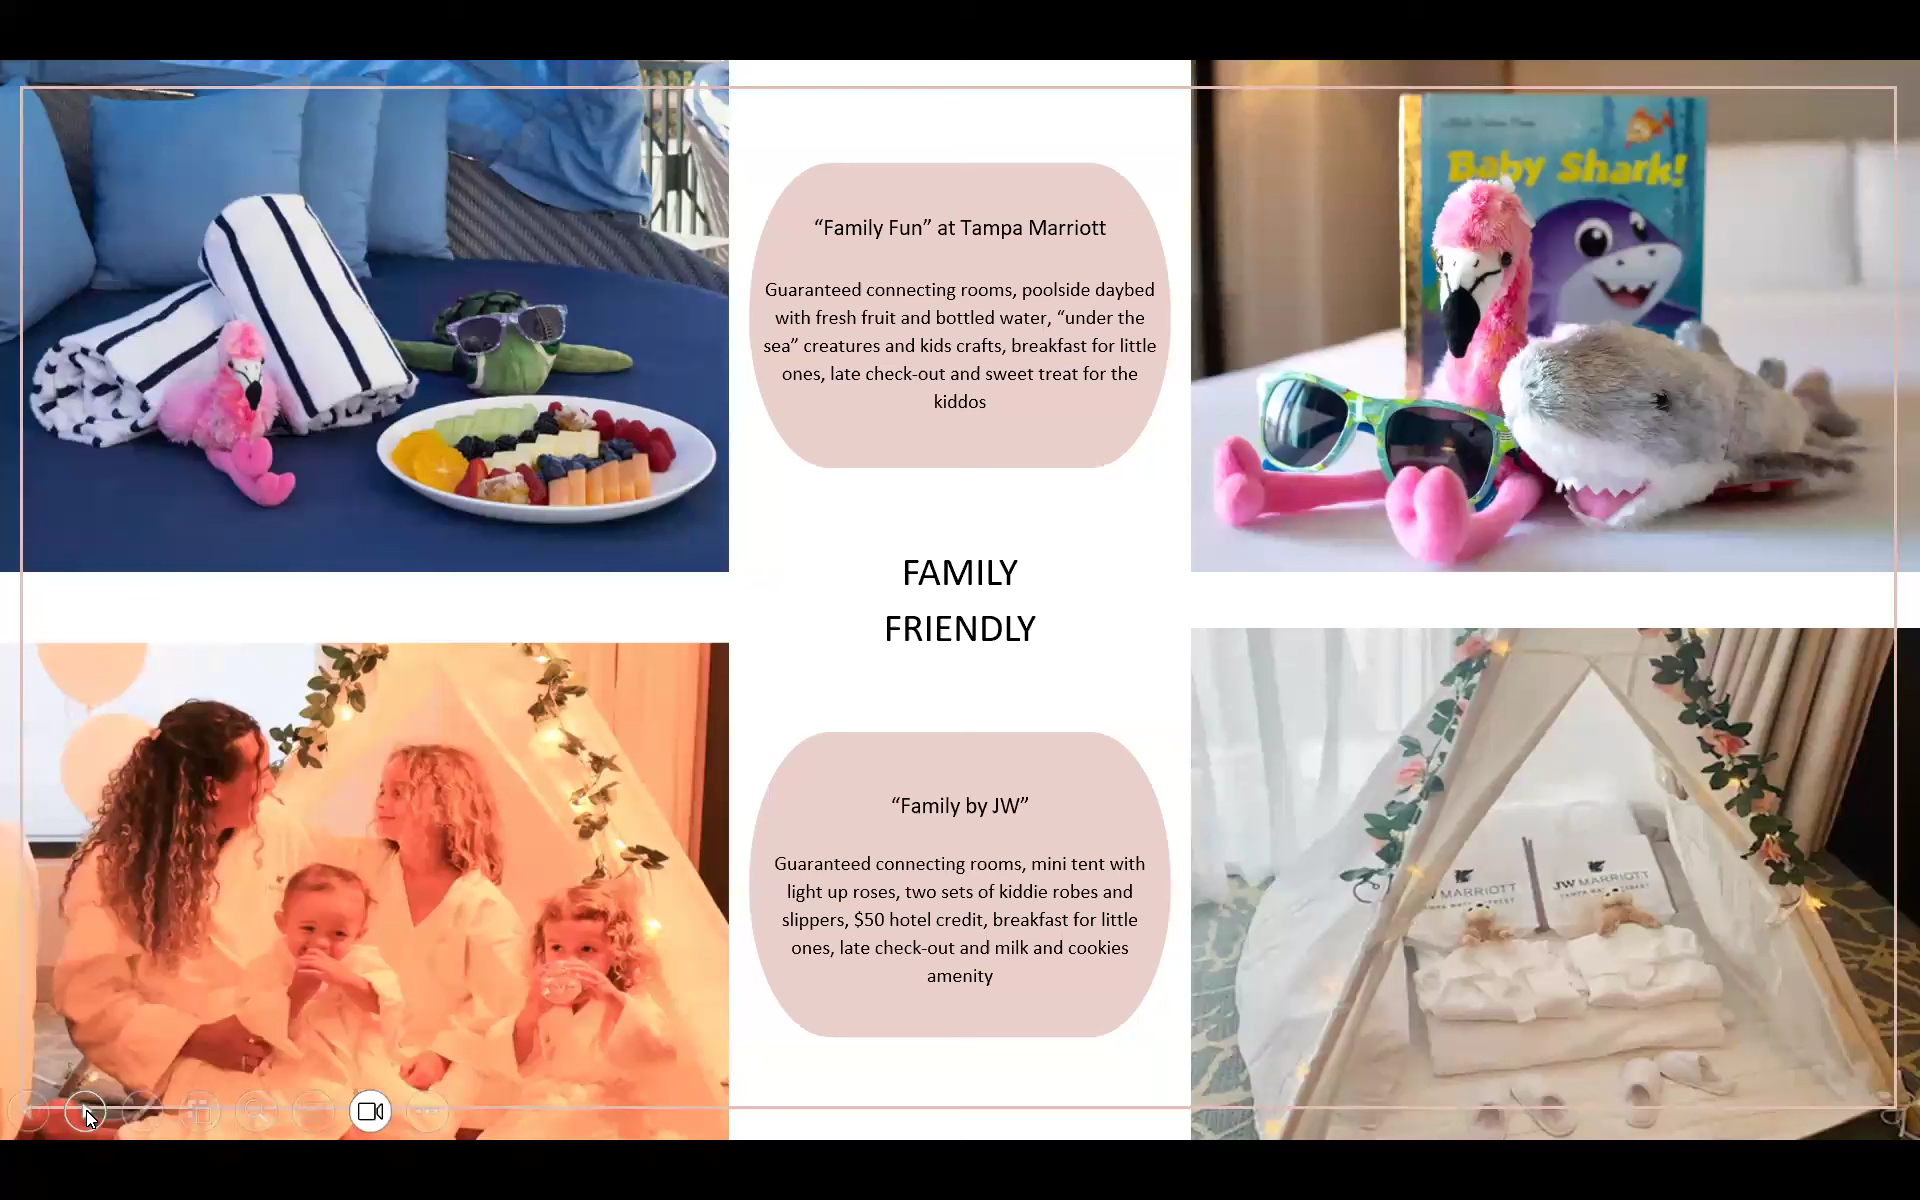 “Family Fun” at Tampa Marriott
Guaranteed connecting rooms, poolside daybed
with fresh fruit and bottled water, “under the
sea” creatures and kids crafts, breakfast for little
ones, late check-out and sweet treat for the
kiddos
Baby Shark!
FAMILY
FRIENDLY
“Family by JW”
Guaranteed connecting rooms, mini tent with
light up roses, two sets of kiddie robes and
slippers, $50 hotel credit, breakfast for little
ones, late check-out and milk and cookies
amenity
MARRIOTT
JW MARRIOTT